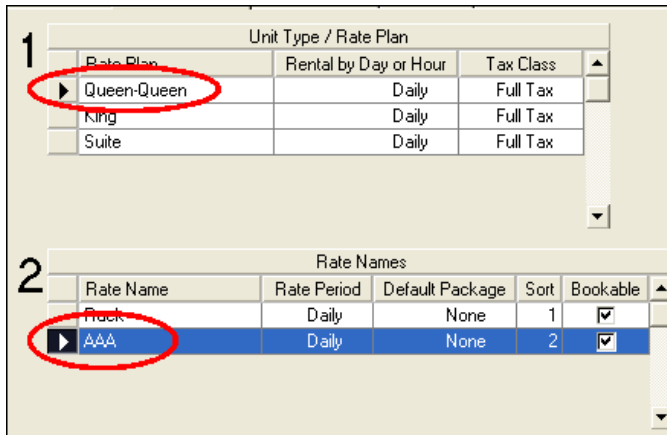 1
Unit Type / Rate Plan
Rate Plan Rental by Day or Hour Tax Class
Queen-Queen Daily Full Tax
King Daily Full Tax
Suite Daily Full Tax
2
Rate Names
Rate Name Rate Period Default Package Sort Bookable
Rack Daily None 1
AAA Daily None 2